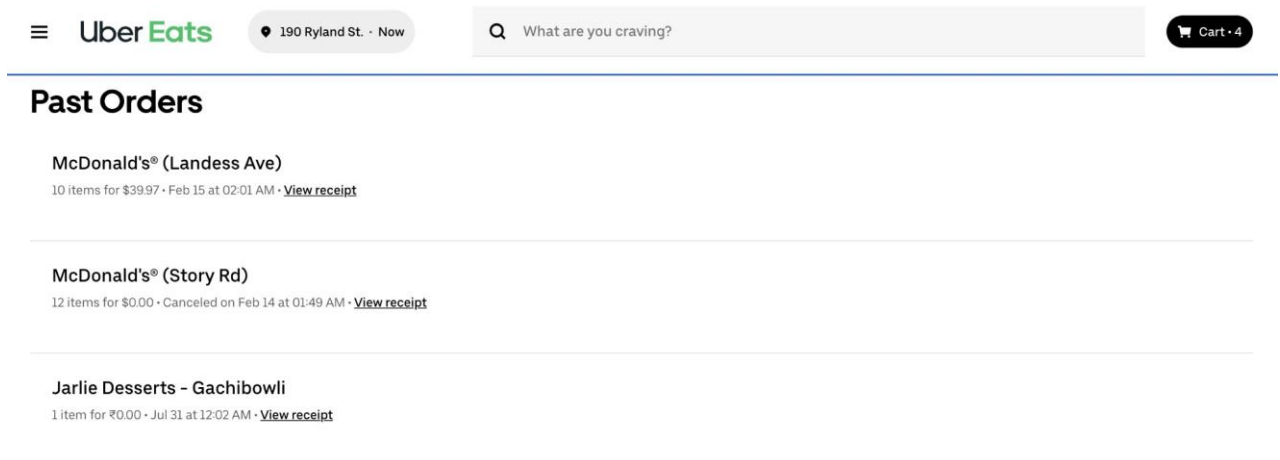 Uber Eats
190 Ryland St. · Now
What are you craving?
Cart · 4
Past Orders
McDonald's® (Landess Ave)
10 items for $39.97 · Feb 15 at 02:01 AM · View receipt
McDonald's® (Story Rd)
12 items for $0.00 · Canceled on Feb 14 at 01:49 AM · View receipt
Jarlie Desserts - Gachibowli
1 item for ₹0.00 · Jul 31 at 12:02 AM · View receipt